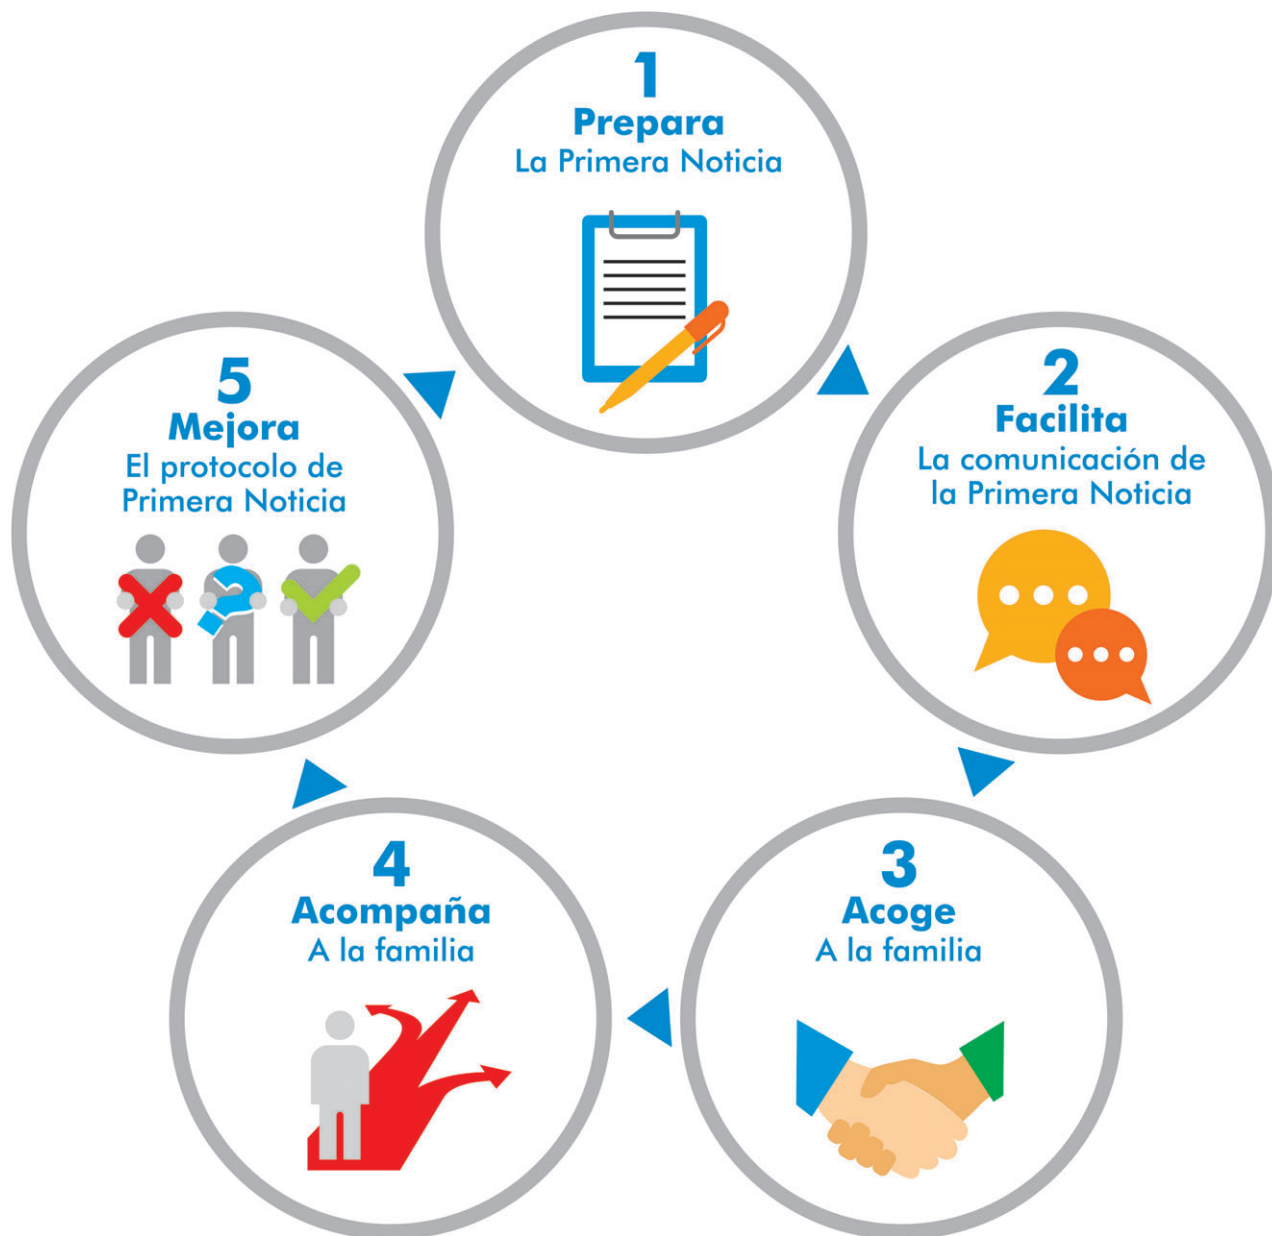 1
Prepara
La Primera Noticia
2
Facilita
La comunicación de
la Primera Noticia
3
Acoge
A la familia
4
Acompaña
A la familia
5
Mejora
El protocolo de
Primera Noticia